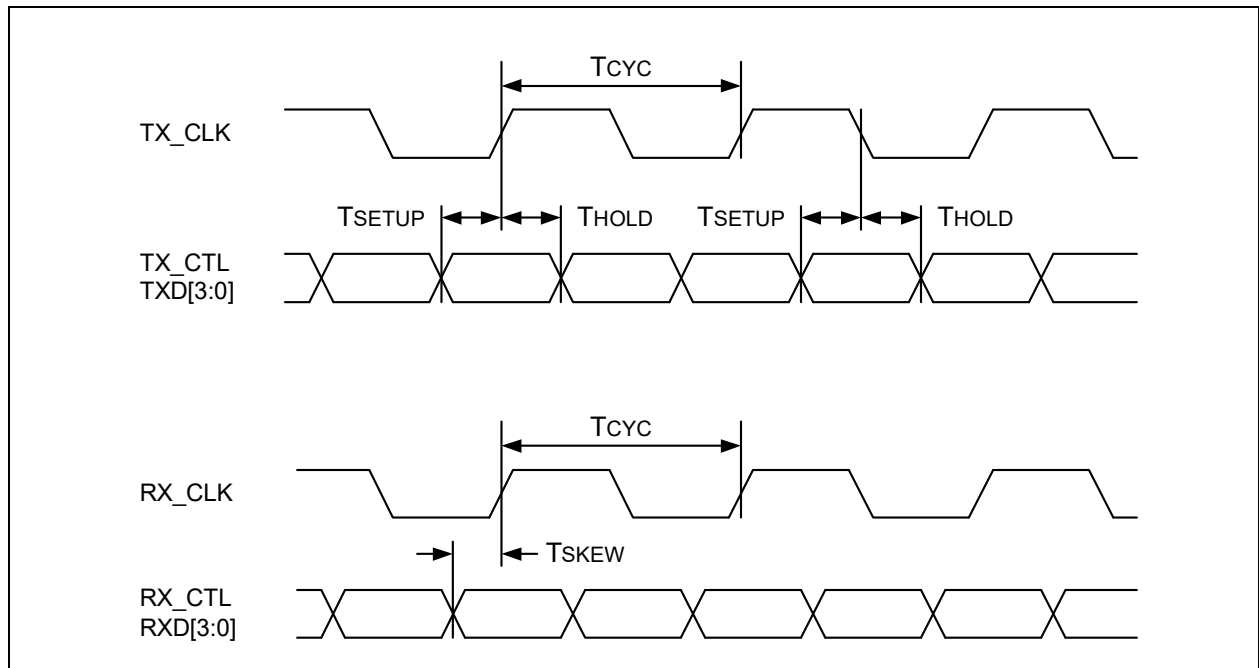 TCYC
TX_CLK
TSETUP THOLD TSETUP THOLD
TX_CTL
TXD[3:0]
TCYC
RX_CLK
TSKEW
RX_CTL
RXD[3:0]